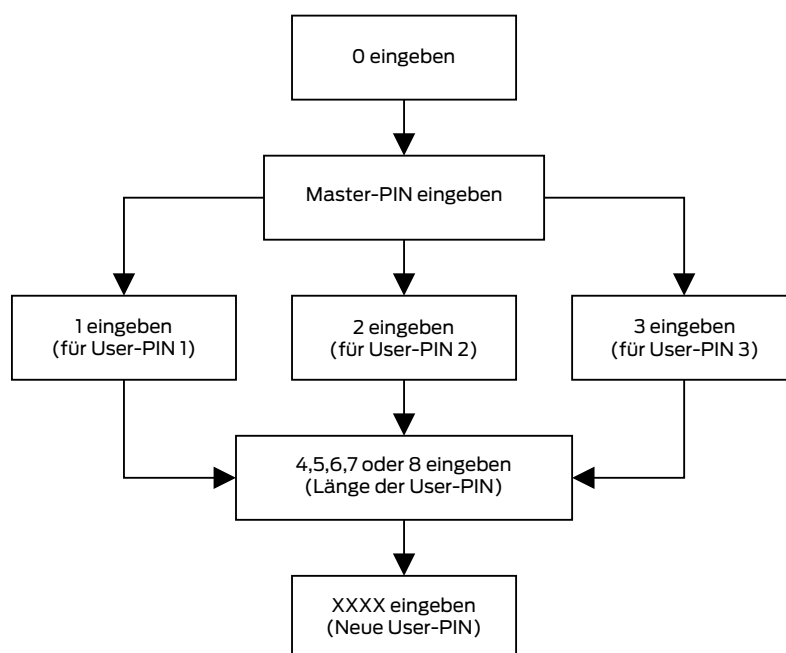 0 eingeben
Master-PIN eingeben
1 eingeben
(für User-PIN 1)
2 eingeben
(für User-PIN 2)
3 eingeben
(für User-PIN 3)
4,5,6,7 oder 8 eingeben
(Länge der User-PIN)
XXXX eingeben
(Neue User-PIN)